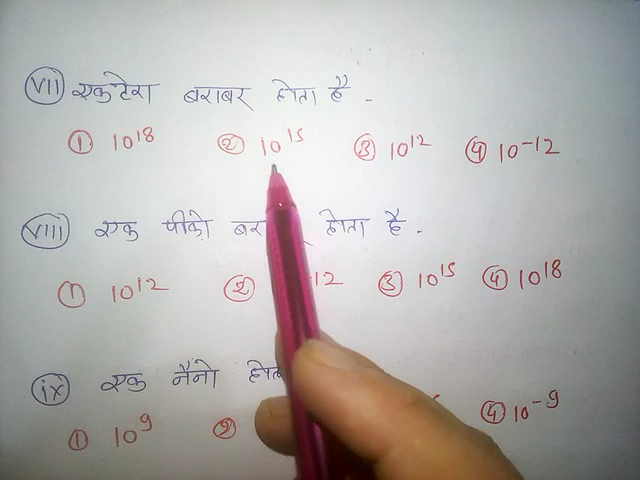 VII एक टेरा बराबर होता है -
① 10^18 ② 10^15 ③ 10^12 ④ 10^-12
VIII एक पीको होता है -
① 10^12 ② 12 ③ 10^15 ④ 10^18
ix एक नैनो
① 10^9 ② ④ 10^-9